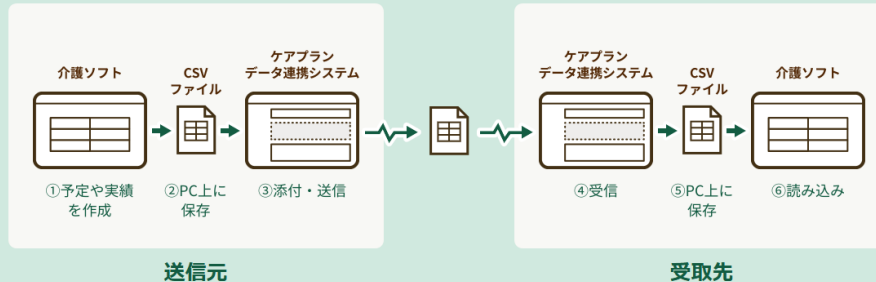 介護ソフト
CSV
ファイル
ケアプラン
データ連携システム
①予定や実績
を作成
②PC上に
保存
③添付・送信
送信元
ケアプラン
データ連携システム
CSV
ファイル
介護ソフト
④受信
⑤PC上に
保存
⑥読み込み
受取先